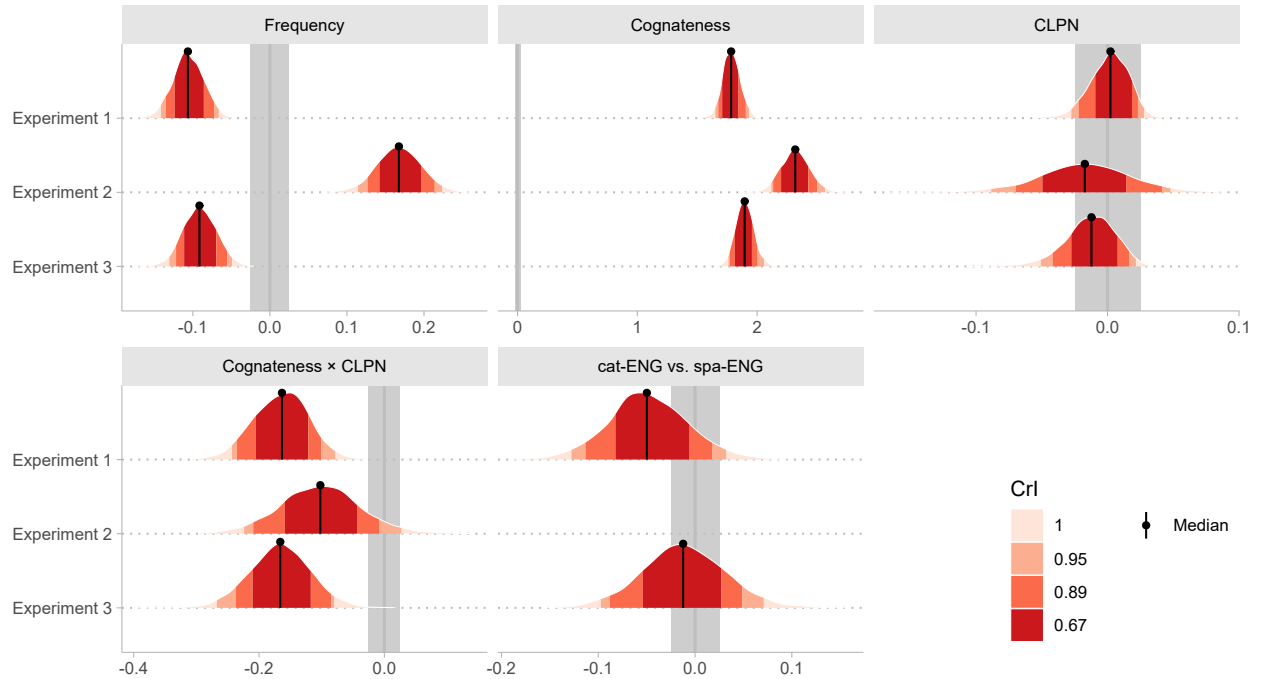 Frequency Cognateness CLPN
Experiment 1
Experiment 2
Experiment 3
-0.1 0.0 0.1 0.2 0 1 2 -0.1 0.0 0.1
Cognateness × CLPN cat-ENG vs. spa-ENG
Experiment 1
Experiment 2
Experiment 3
-0.4 -0.2 0.0 -0.2 -0.1 0.0 0.1
CrI
1 Median
0.95
0.89
0.67